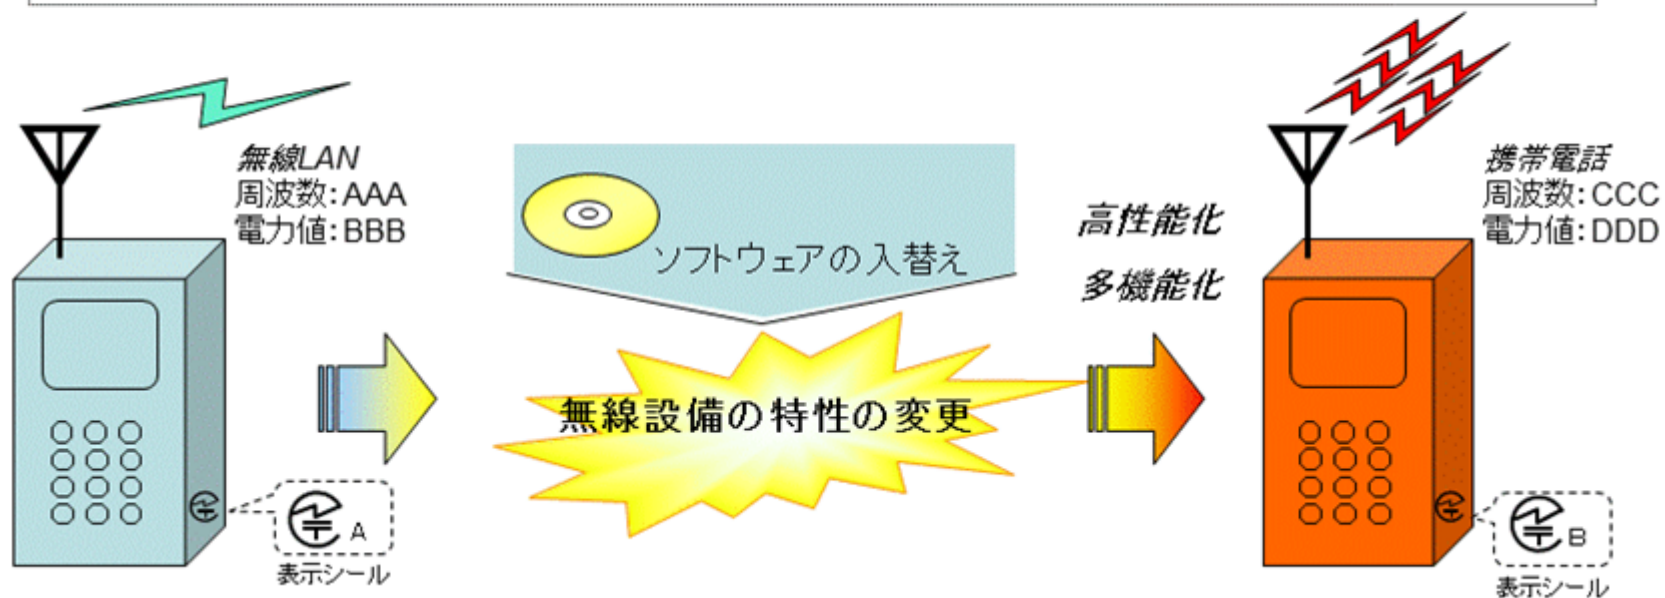 無線LAN
周波数：AAA
電力値：BBB
ソフトウェアの入替え
無線設備の特性の変更
高性能化
多機能化
携帯電話
周波数：CCC
電力値：DDD
A
表示シール
B
表示シール